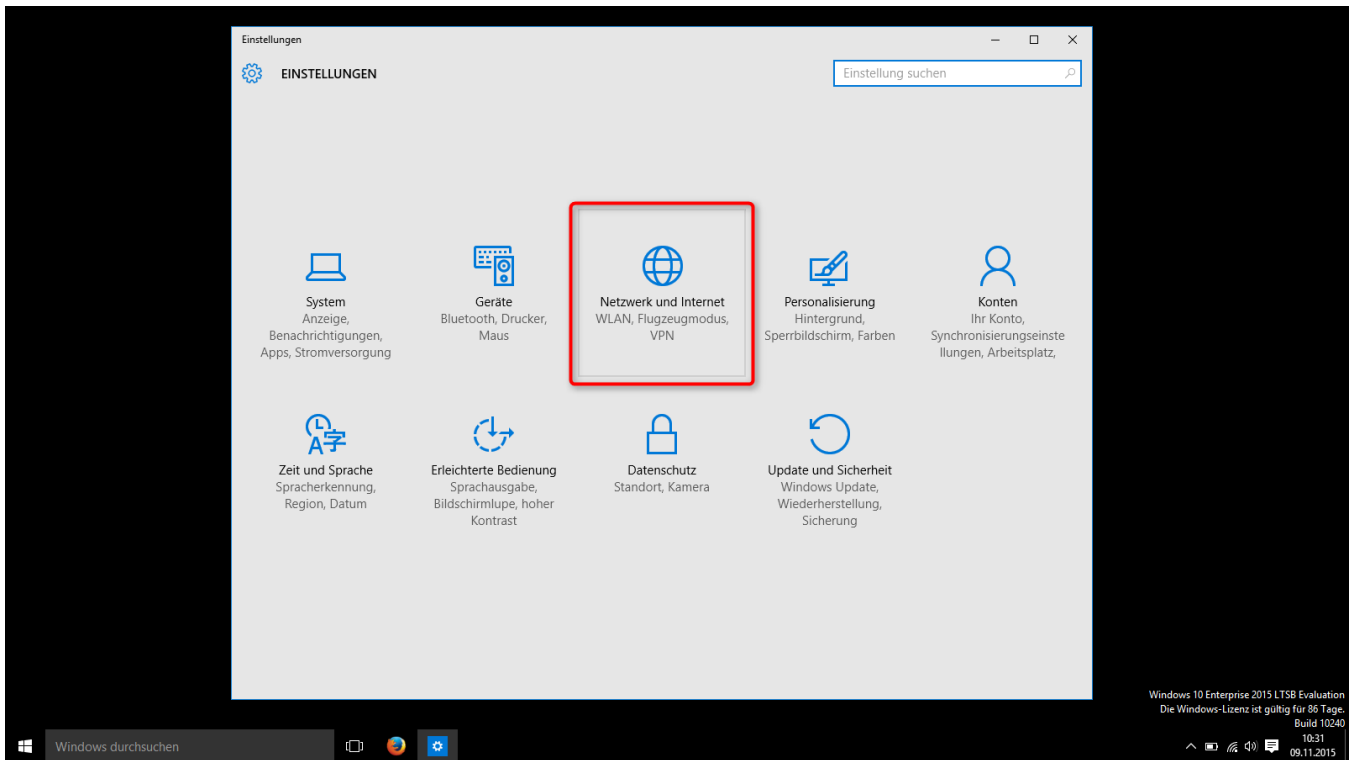 Einstellungen
EINSTELLUNGEN
Einstellung suchen
System
Anzeige,
Benachrichtigungen,
Apps, Stromversorgung
Geräte
Bluetooth, Drucker,
Maus
Netzwerk und Internet
WLAN, Flugzeugmodus,
VPN
Personalisierung
Hintergrund,
Sperrbildschirm, Farben
Konten
Ihr Konto,
Synchronisierungseinste
llungen, Arbeitsplatz,
Zeit und Sprache
Spracherkennung,
Region, Datum
Erleichterte Bedienung
Sprachausgabe,
Bildschirmlupe, hoher
Kontrast
Datenschutz
Standort, Kamera
Update und Sicherheit
Windows Update,
Wiederherstellung,
Sicherung
Windows 10 Enterprise 2015 LTSB Evaluation
Die Windows-Lizenz ist gültig für 86 Tage.
Build 10240
Windows durchsuchen
10:31
09.11.2015